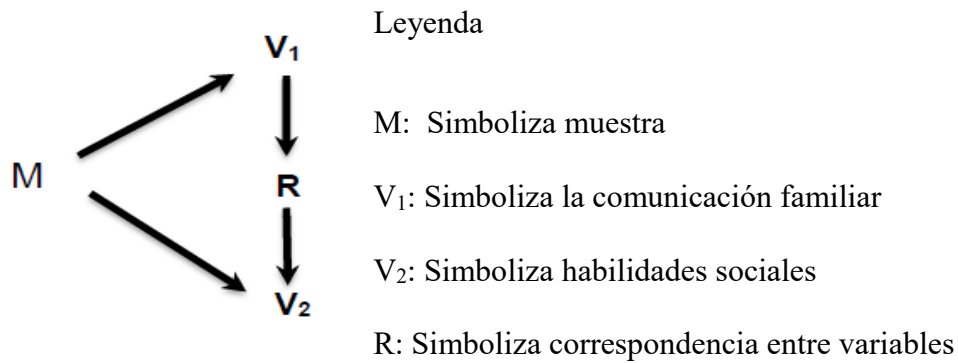 Leyenda
V₁
M: Simboliza muestra
M
R
V₁: Simboliza la comunicación familiar
V₂: Simboliza habilidades sociales
V₂
R: Simboliza correspondencia entre variables